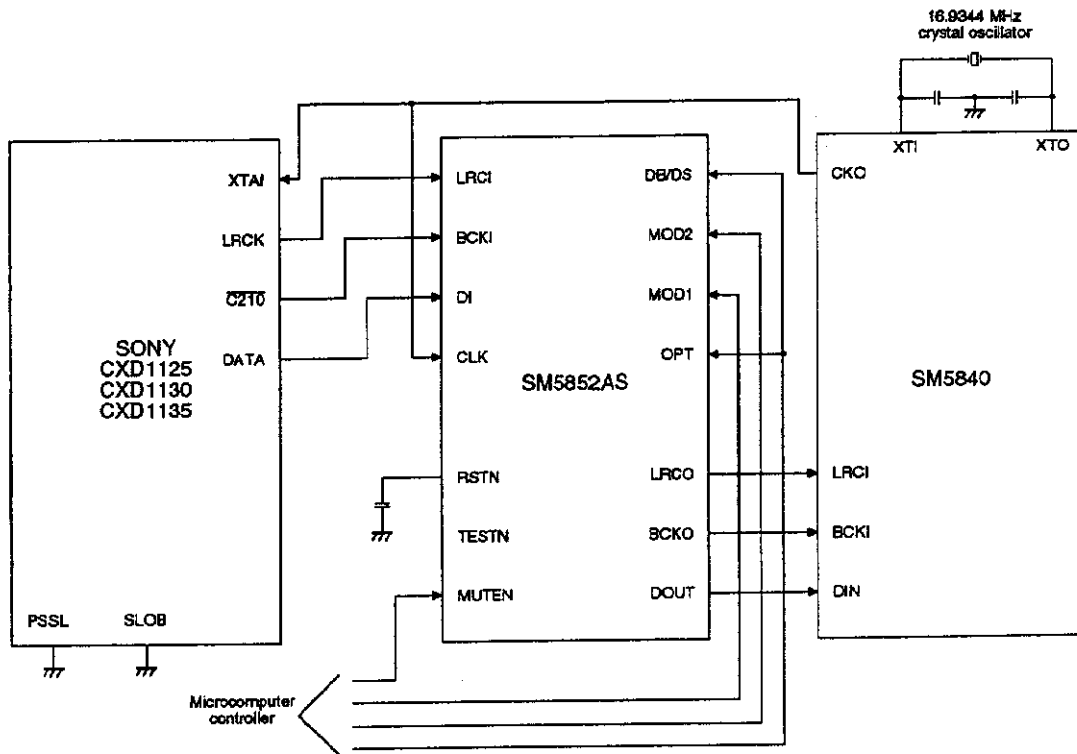 16.9344 MHz
crystal oscillator
XTI
XTO
XTAI
LRCK
C210
DATA
SONY
CXD1125
CXD1130
CXD1135
PSSL
SLOB
LRCI
BCKI
DI
CLK
RSTN
TESTN
MUTEN
SM5852AS
DB/DS
MOD2
MOD1
OPT
LRCO
BCKO
DOUT
CKO
SM5840
LRCI
BCKI
DIN
Microcomputer
controller